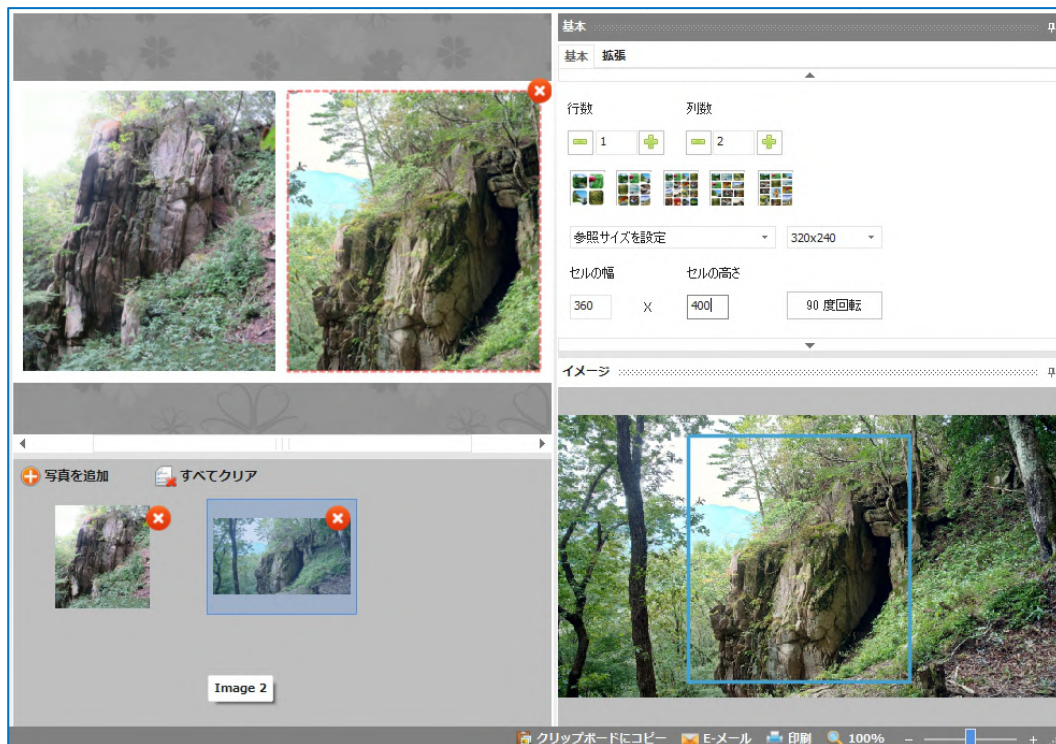 基本
基本 拡張
行数 列数
1 2
参照サイズを設定 320x240
セルの幅 セルの高さ
360 X 400 90 度回転
イメージ
写真を追加 すべてクリア
Image 2
クリップボードにコピー E-メール 印刷 100%